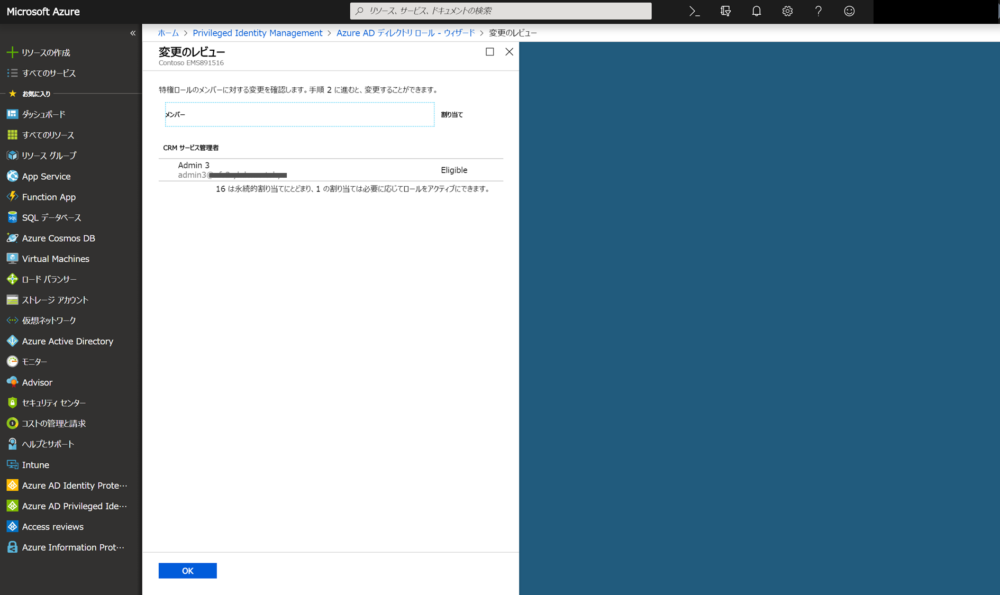 Microsoft Azure
リソース、サービス、ドキュメントの検索
«
ホーム > Privileged Identity Management > Azure AD ディレクトリ ロール - ウィザード > 変更のレビュー
リソースの作成
すべてのサービス
お気に入り
ダッシュボード
すべてのリソース
リソース グループ
App Service
Function App
SQL データベース
Azure Cosmos DB
Virtual Machines
ロード バランサー
ストレージ アカウント
仮想ネットワーク
Azure Active Directory
モニター
Advisor
セキュリティ センター
コストの管理と請求
ヘルプとサポート
Intune
Azure AD Identity Prote…
Azure AD Privileged Ide…
Access reviews
Azure Information Prot…
変更のレビュー
Contoso EMS891516
特権ロールのメンバーに対する変更を確認します。手順 2 に進むと、変更することができます。
メンバー 割り当て
CRM サービス管理者
Admin 3
admin3@
Eligible
16 は永続的割り当てにとどまり、1 の割り当ては必要に応じてロールをアクティブにできます。
OK